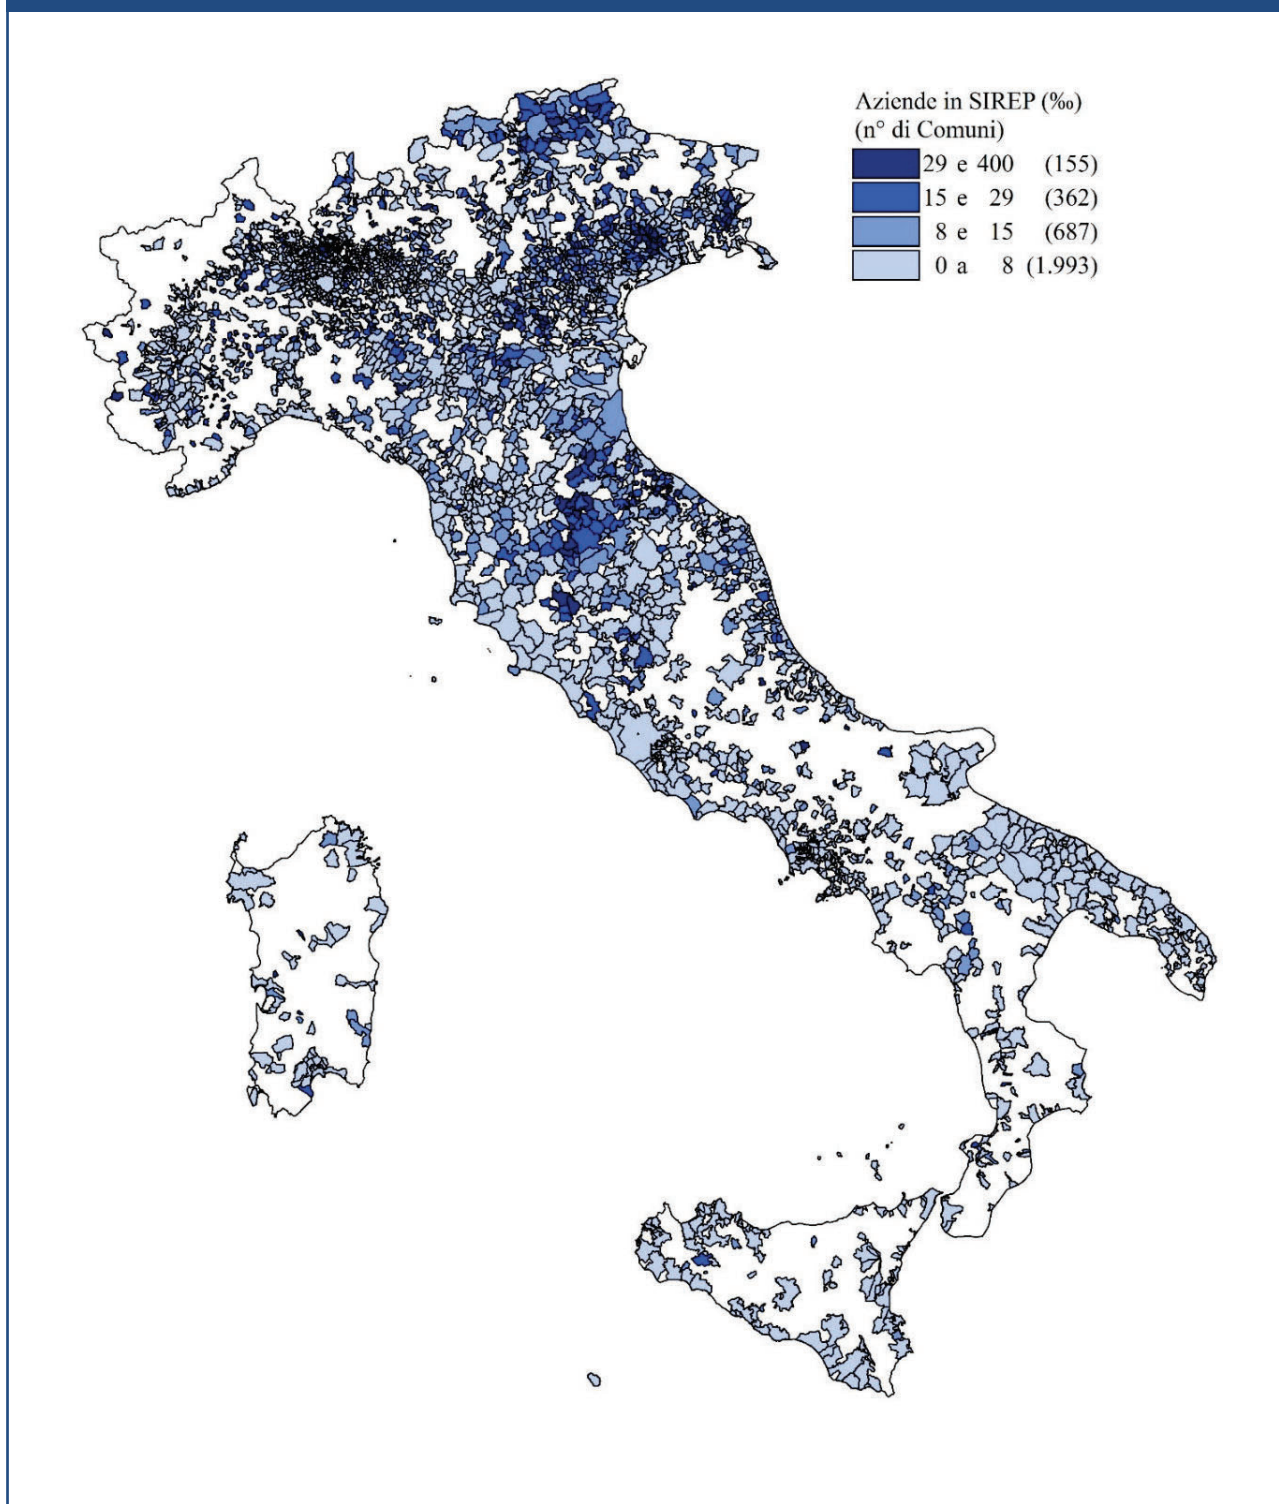 Aziende in SIREP (‰)
(n° di Comuni)
29 e 400 (155)
15 e 29 (362)
8 e 15 (687)
0 a 8 (1.993)